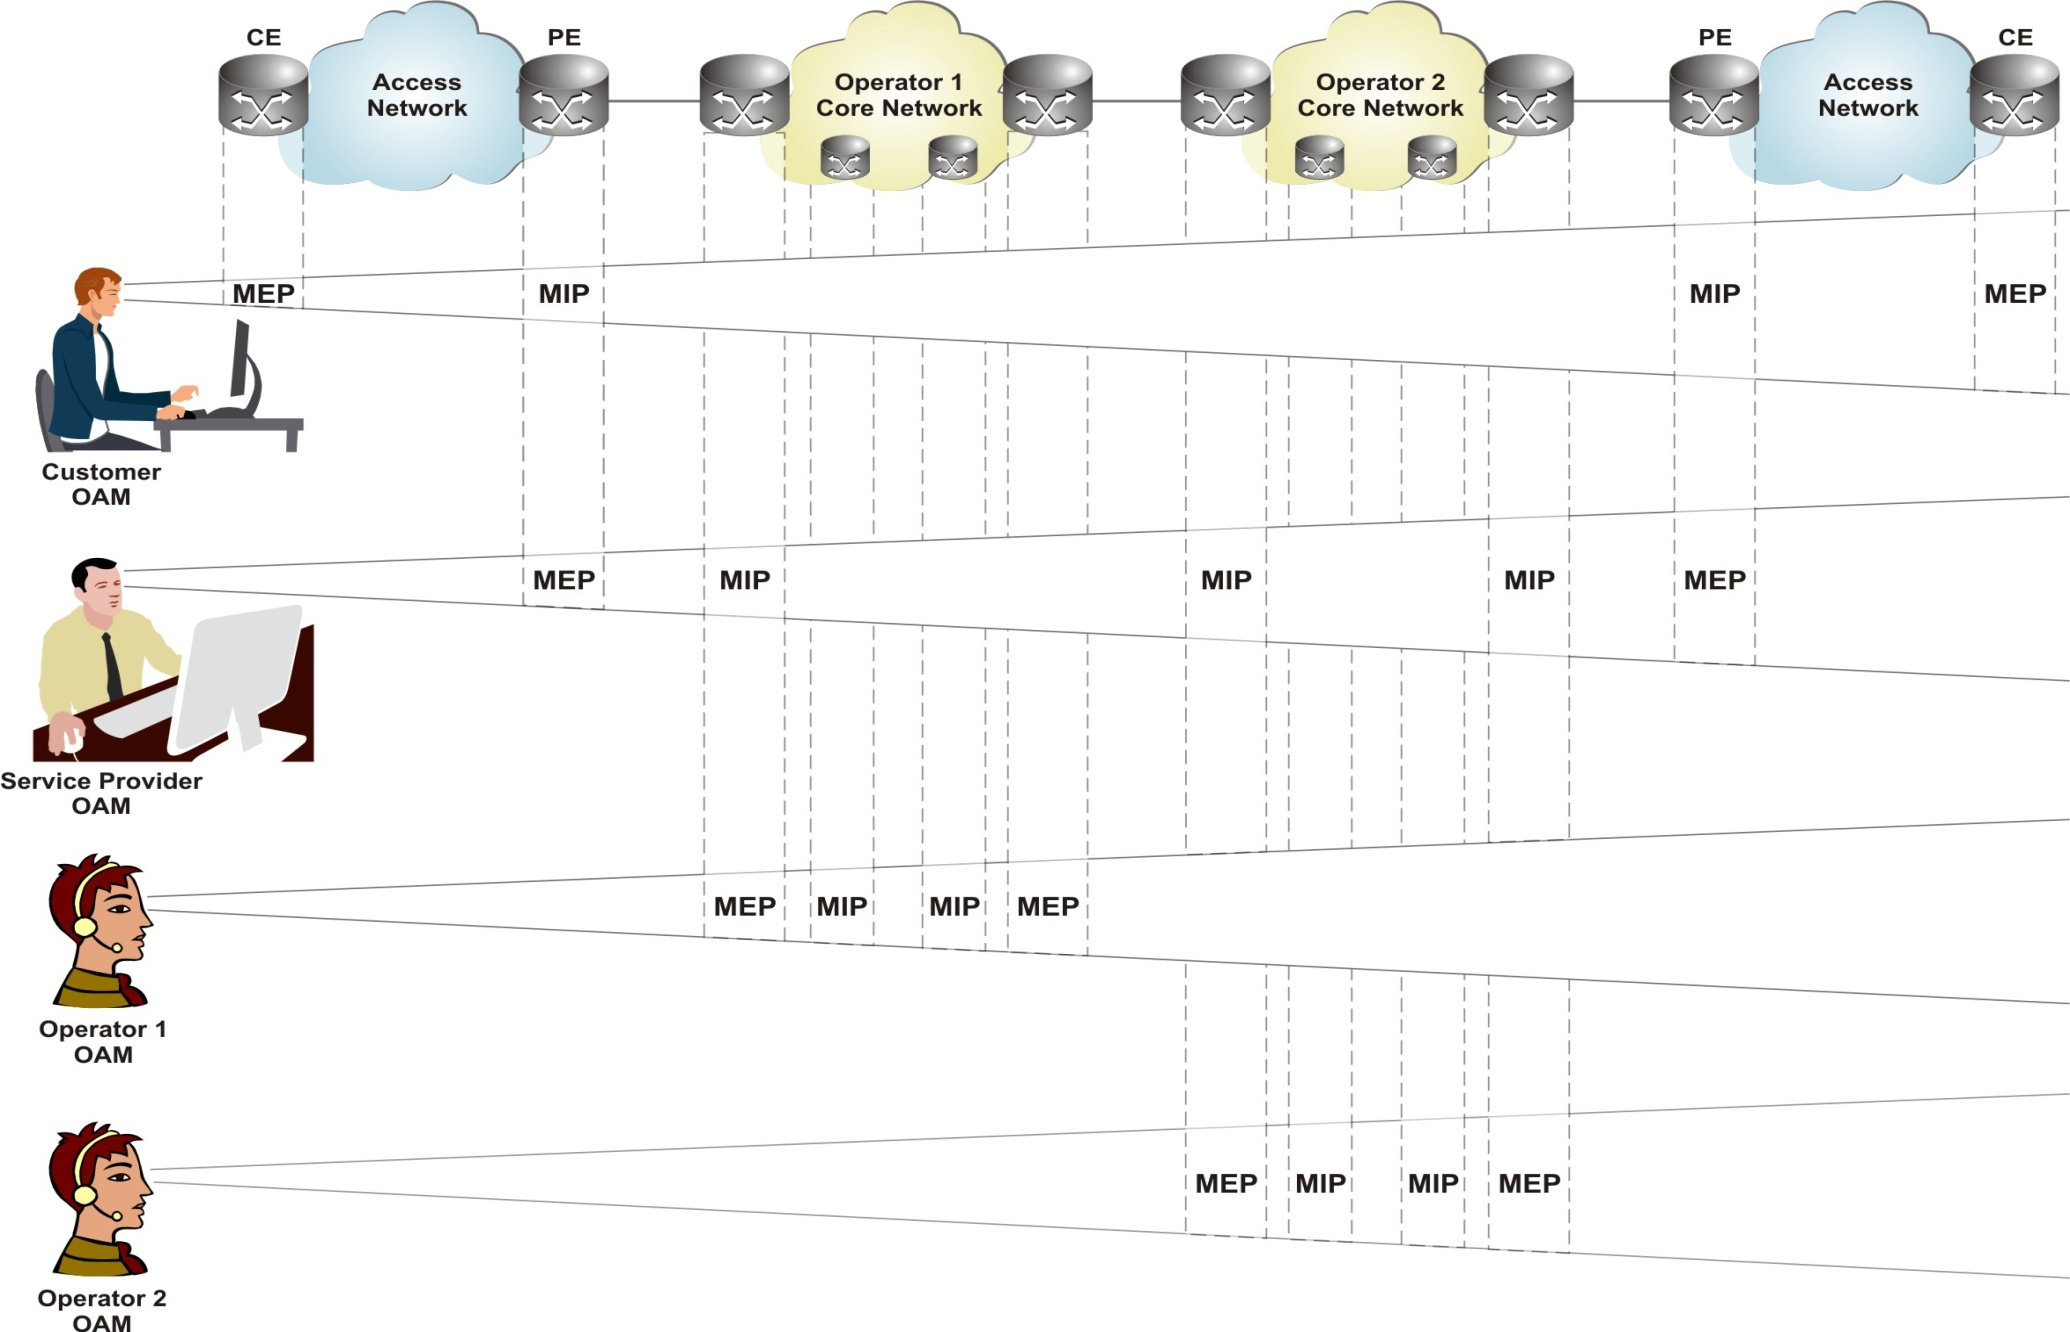 CE
PE
PE
CE
Access
Network
Operator 1
Core Network
Operator 2
Core Network
Access
Network
MEP
MIP
MIP
MEP
Customer
OAM
MEP
MIP
MIP
MIP
MEP
Service Provider
OAM
MEP
MIP
MIP
MEP
Operator 1
OAM
MEP
MIP
MIP
MEP
Operator 2
OAM